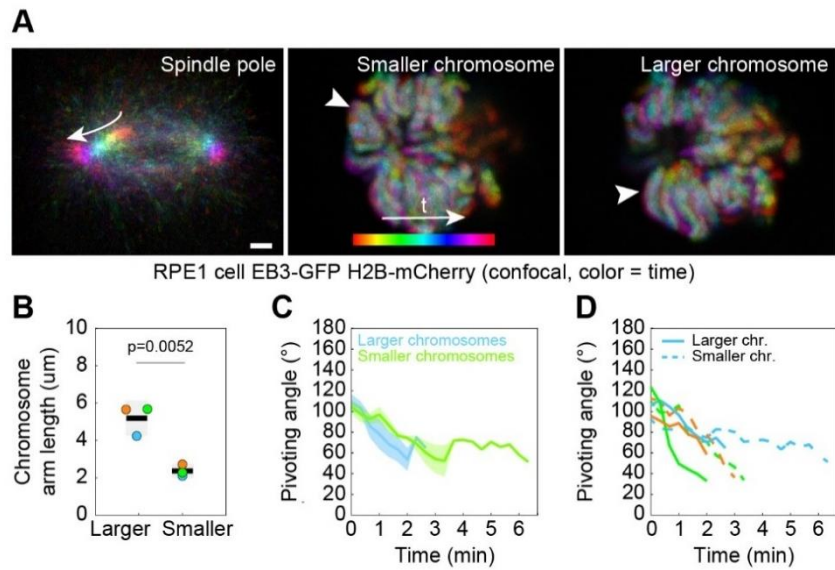 A
Spindle pole
Smaller chromosome
Larger chromosome
t
RPE1 cell EB3-GFP H2B-mCherry (confocal, color = time)
B
Chromosome
arm length (um)
10
8
6
4
2
0
p=0.0052
Larger Smaller
C
Pivoting angle (°)
180
160
140
120
100
80
60
40
20
0
Larger chromosomes
Smaller chromosomes
0 1 2 3 4 5 6
Time (min)
D
Pivoting angle (°)
180
160
140
120
100
80
60
40
20
0
Larger chr.
Smaller chr.
0 1 2 3 4 5 6
Time (min)